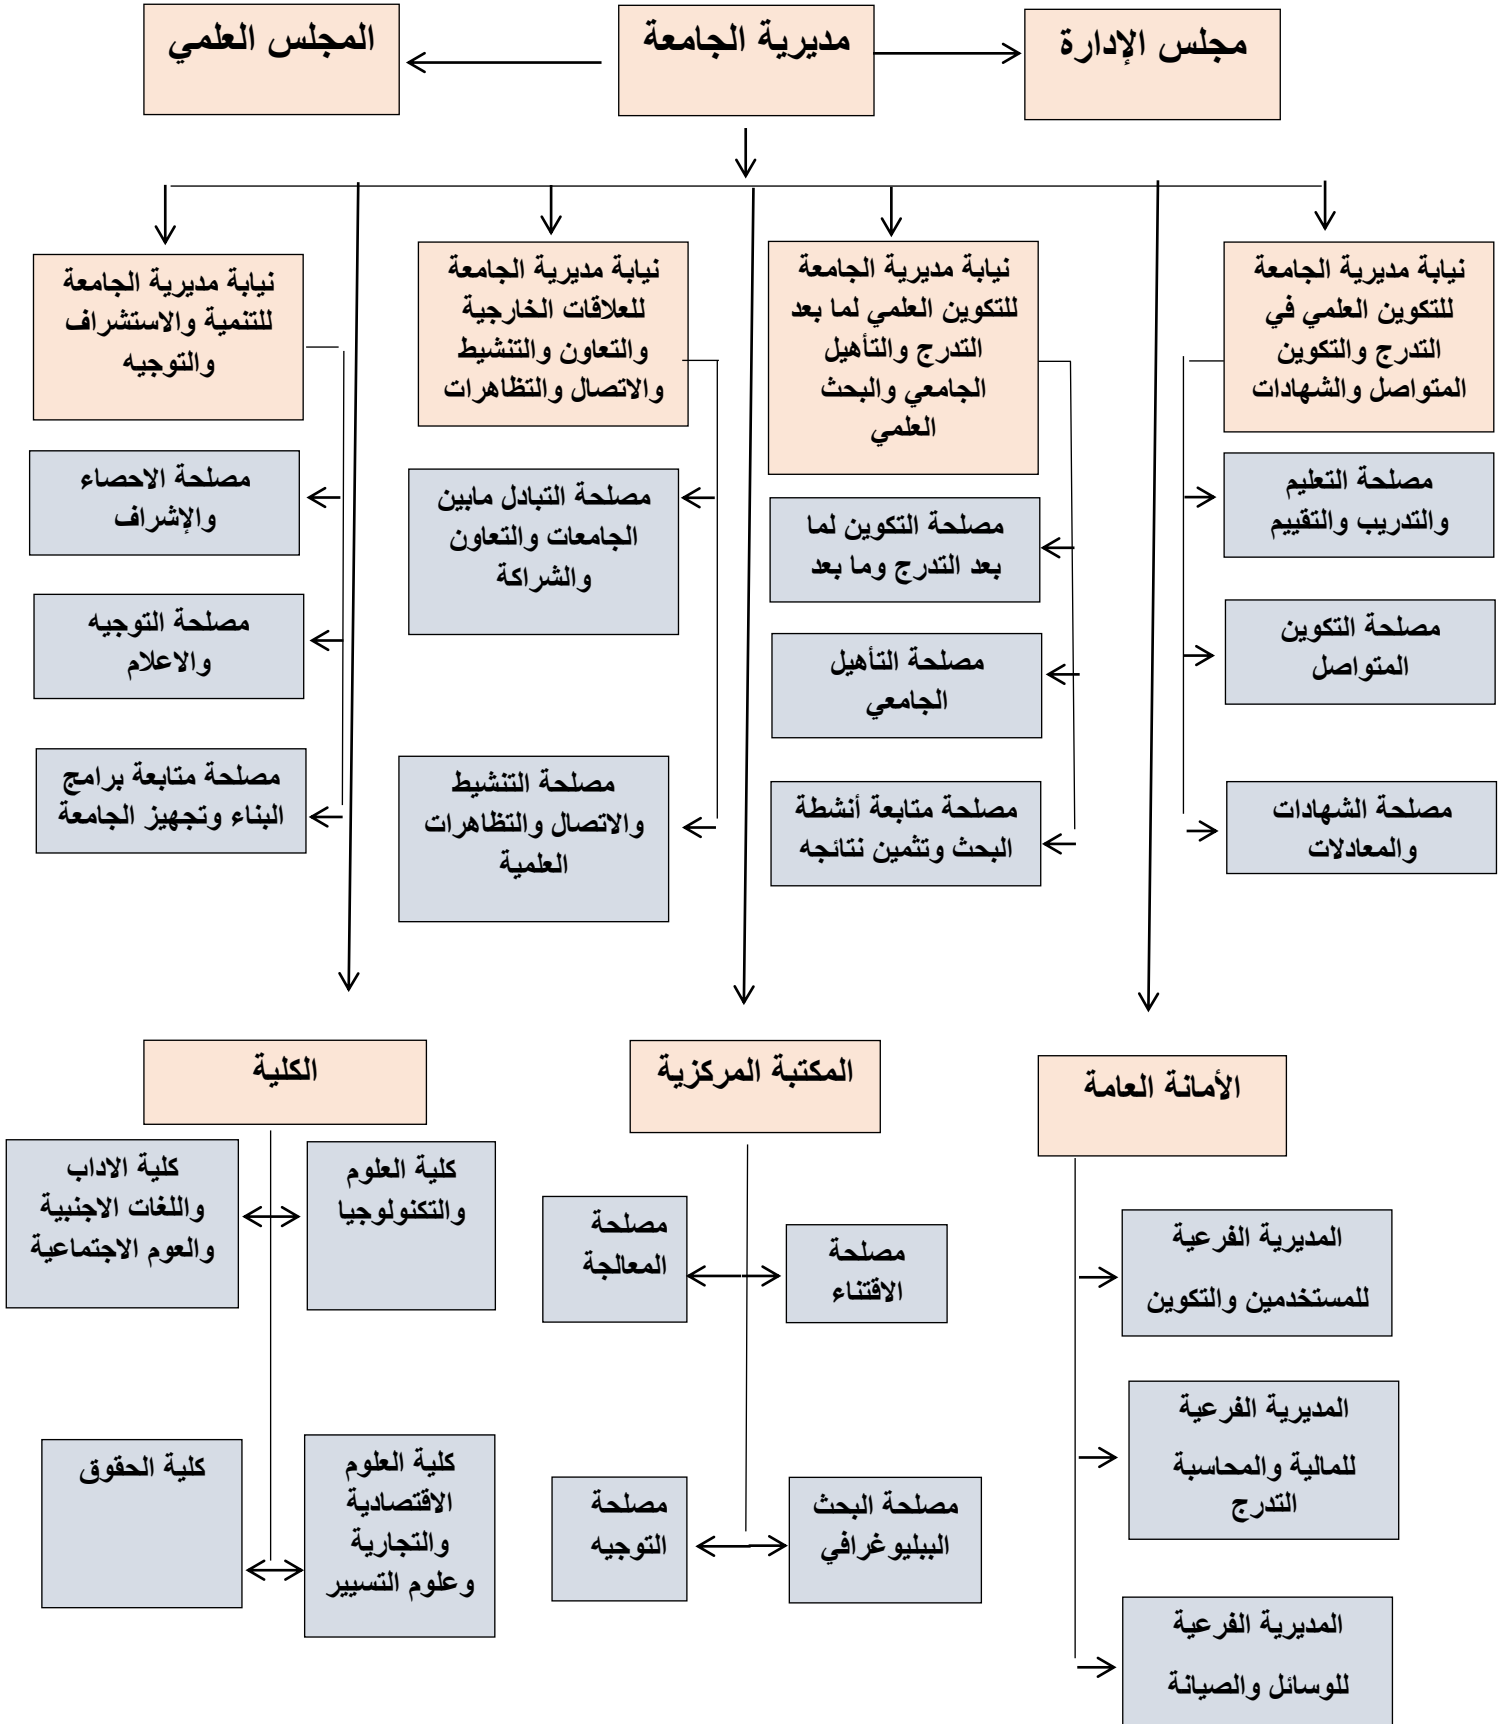 مجلس الإدارة
مديرية الجامعة
المجلس العلمي
نيابة مديرية الجامعة
للتكوين العلمي في
التدرج والتكوين
المتواصل والشهادات
نيابة مديرية الجامعة
للتكوين العلمي لما بعد
التدرج والتأهيل
الجامعي والبحث
العلمي
نيابة مديرية الجامعة
للعلاقات الخارجية
والتعاون والتنشيط
والاتصال والتظاهرات
نيابة مديرية الجامعة
للتنمية والاستشراف
والتوجيه
مصلحة التعليم
والتدريب والتقييم
مصلحة التكوين
المتواصل
مصلحة الشهادات
والمعادلات
مصلحة التكوين لما
بعد التدرج وما بعد
مصلحة التأهيل
الجامعي
مصلحة متابعة أنشطة
البحث وتثمين نتائجه
مصلحة التبادل مابين
الجامعات والتعاون
والشراكة
مصلحة التنشيط
والاتصال والتظاهرات
العلمية
مصلحة الاحصاء
والإشراف
مصلحة التوجيه
والاعلام
مصلحة متابعة برامج
البناء وتجهيز الجامعة
الأمانة العامة
المديرية الفرعية
للمستخدمين والتكوين
المديرية الفرعية
للمالية والمحاسبة
التدرج
المديرية الفرعية
للوسائل والصيانة
المكتبة المركزية
مصلحة
الاقتناء
مصلحة
المعالجة
مصلحة البحث
الببليوغرافي
مصلحة
التوجيه
الكلية
كلية العلوم
والتكنولوجيا
كلية الاداب
واللغات الاجنبية
والعوم الاجتماعية
كلية العلوم
الاقتصادية
والتجارية
وعلوم التسيير
كلية الحقوق